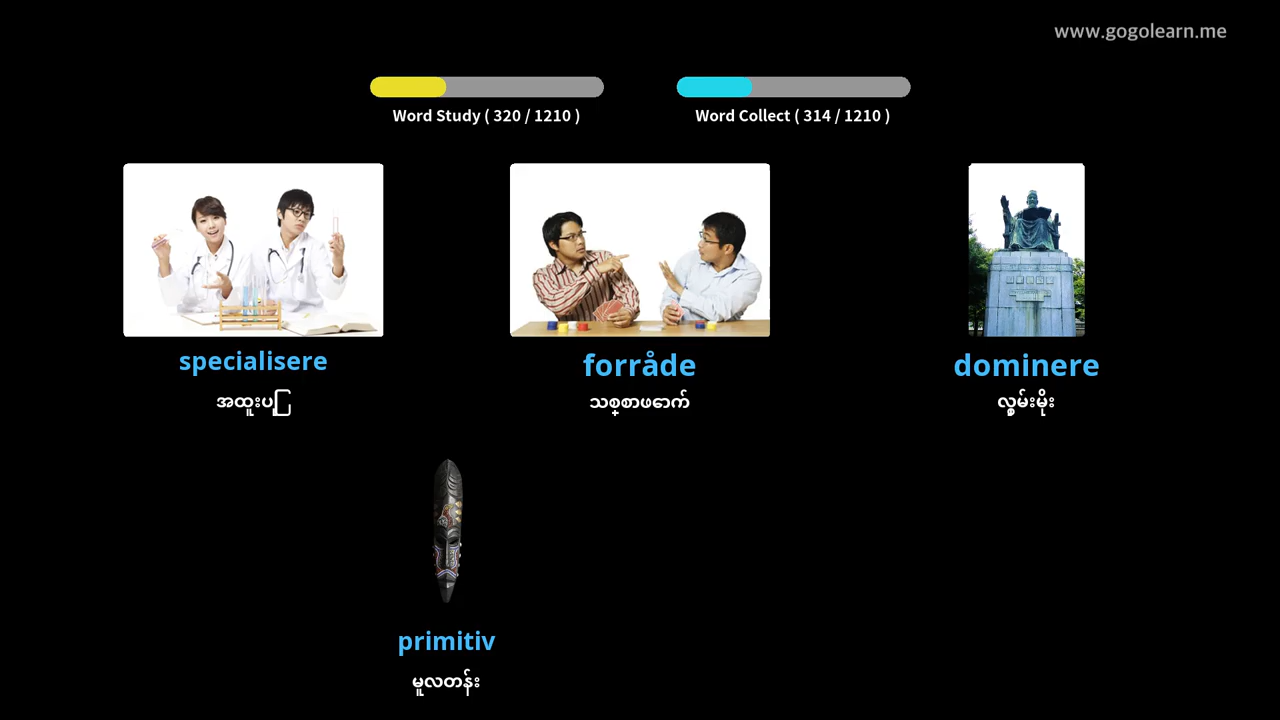 www.gogolearn.me
Word Study ( 320 / 1210 )
Word Collect ( 314 / 1210 )
specialisere
forråde
dominere
အထူးပြု
သစ္စာဖောက်
လွှမ်းမိုး
primitiv
မူလတန်း